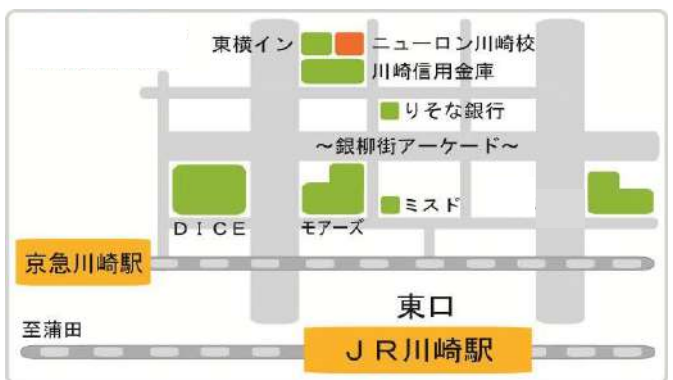 東横イン
ニューロン川崎校
川崎信用金庫
りそな銀行
~銀柳街アーケード~
ミスド
DICE
モアーズ
京急川崎駅
東口
至蒲田
JR川崎駅